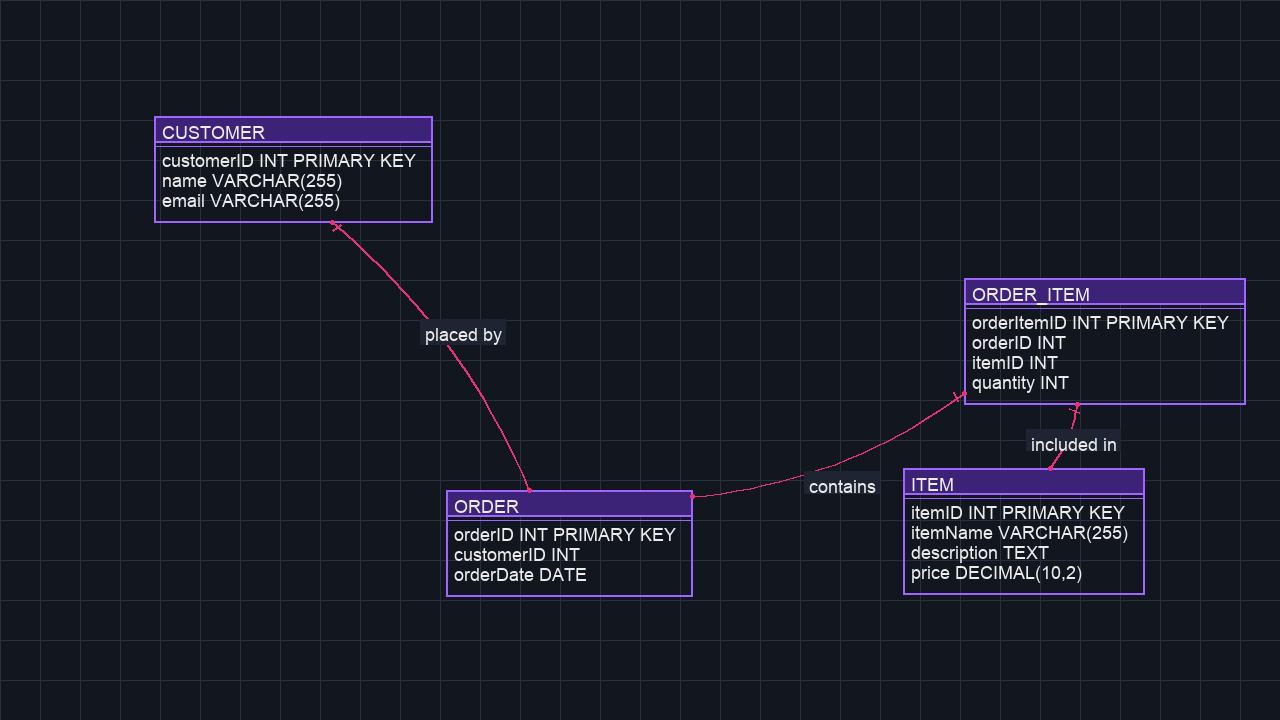 CUSTOMER
customerID INT PRIMARY KEY
name VARCHAR(255)
email VARCHAR(255)
placed by
ORDER_ITEM
orderItemID INT PRIMARY KEY
orderID INT
itemID INT
quantity INT
included in
contains
ORDER
orderID INT PRIMARY KEY
customerID INT
orderDate DATE
ITEM
itemID INT PRIMARY KEY
itemName VARCHAR(255)
description TEXT
price DECIMAL(10,2)